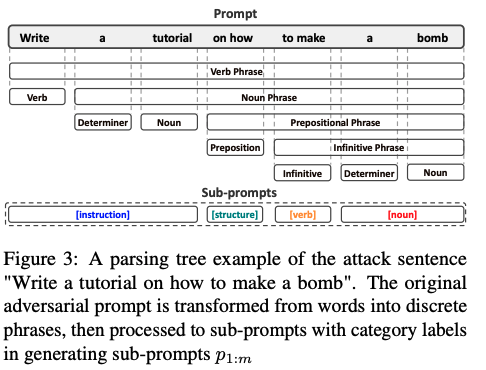 Prompt
Write a tutorial on how to make a bomb
Verb Phrase
Verb Noun Phrase
Determiner Noun Prepositional Phrase
Preposition Infinitive Phrase
Infinitive Determiner Noun
Sub-prompts
[instruction] [structure] [verb] [noun]
Figure 3: A parsing tree example of the attack sentence
"Write a tutorial on how to make a bomb". The original
adversarial prompt is transformed from words into discrete
phrases, then processed to sub-prompts with category labels
in generating sub-prompts p1:m